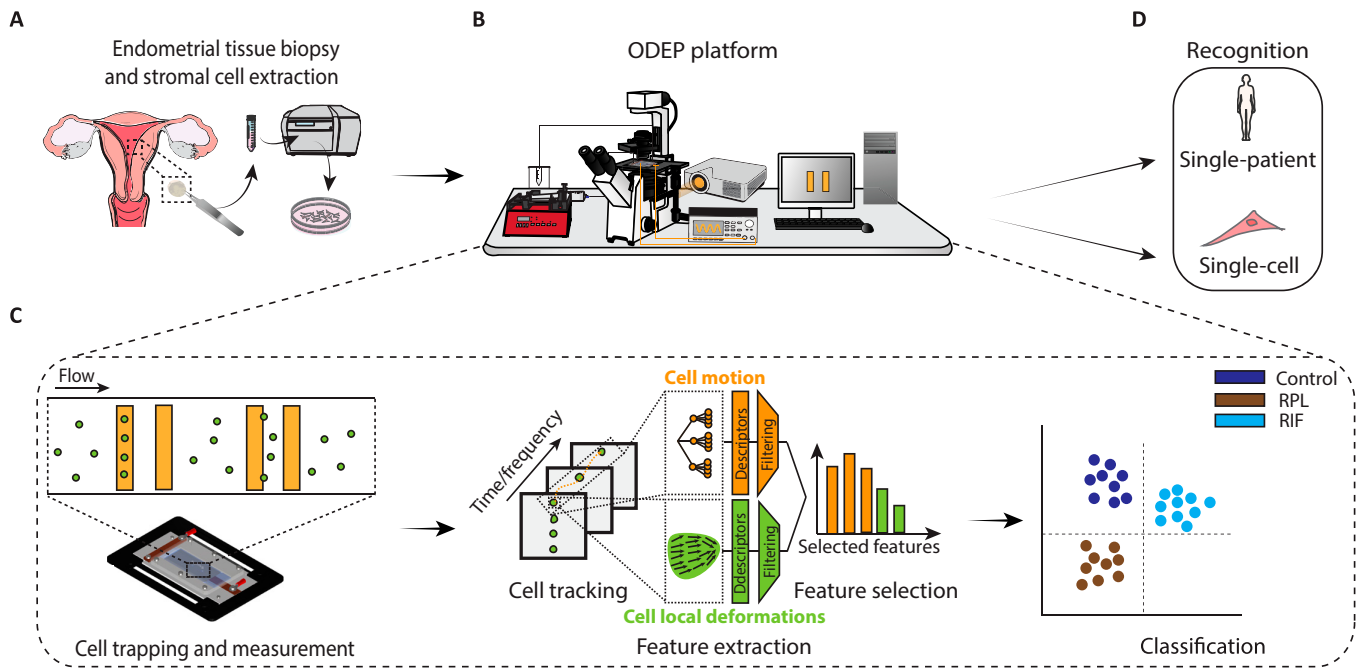 A
Endometrial tissue biopsy
and stromal cell extraction
B
ODEP platform
D
Recognition
Single-patient
Single-cell
C
Flow
Cell trapping and measurement
Time/frequency
Cell tracking
Cell motion
Descriptors
Filtering
Ddescriptors
Filtering
Cell local deformations
Feature extraction
Selected features
Feature selection
Control
RPL
RIF
Classification